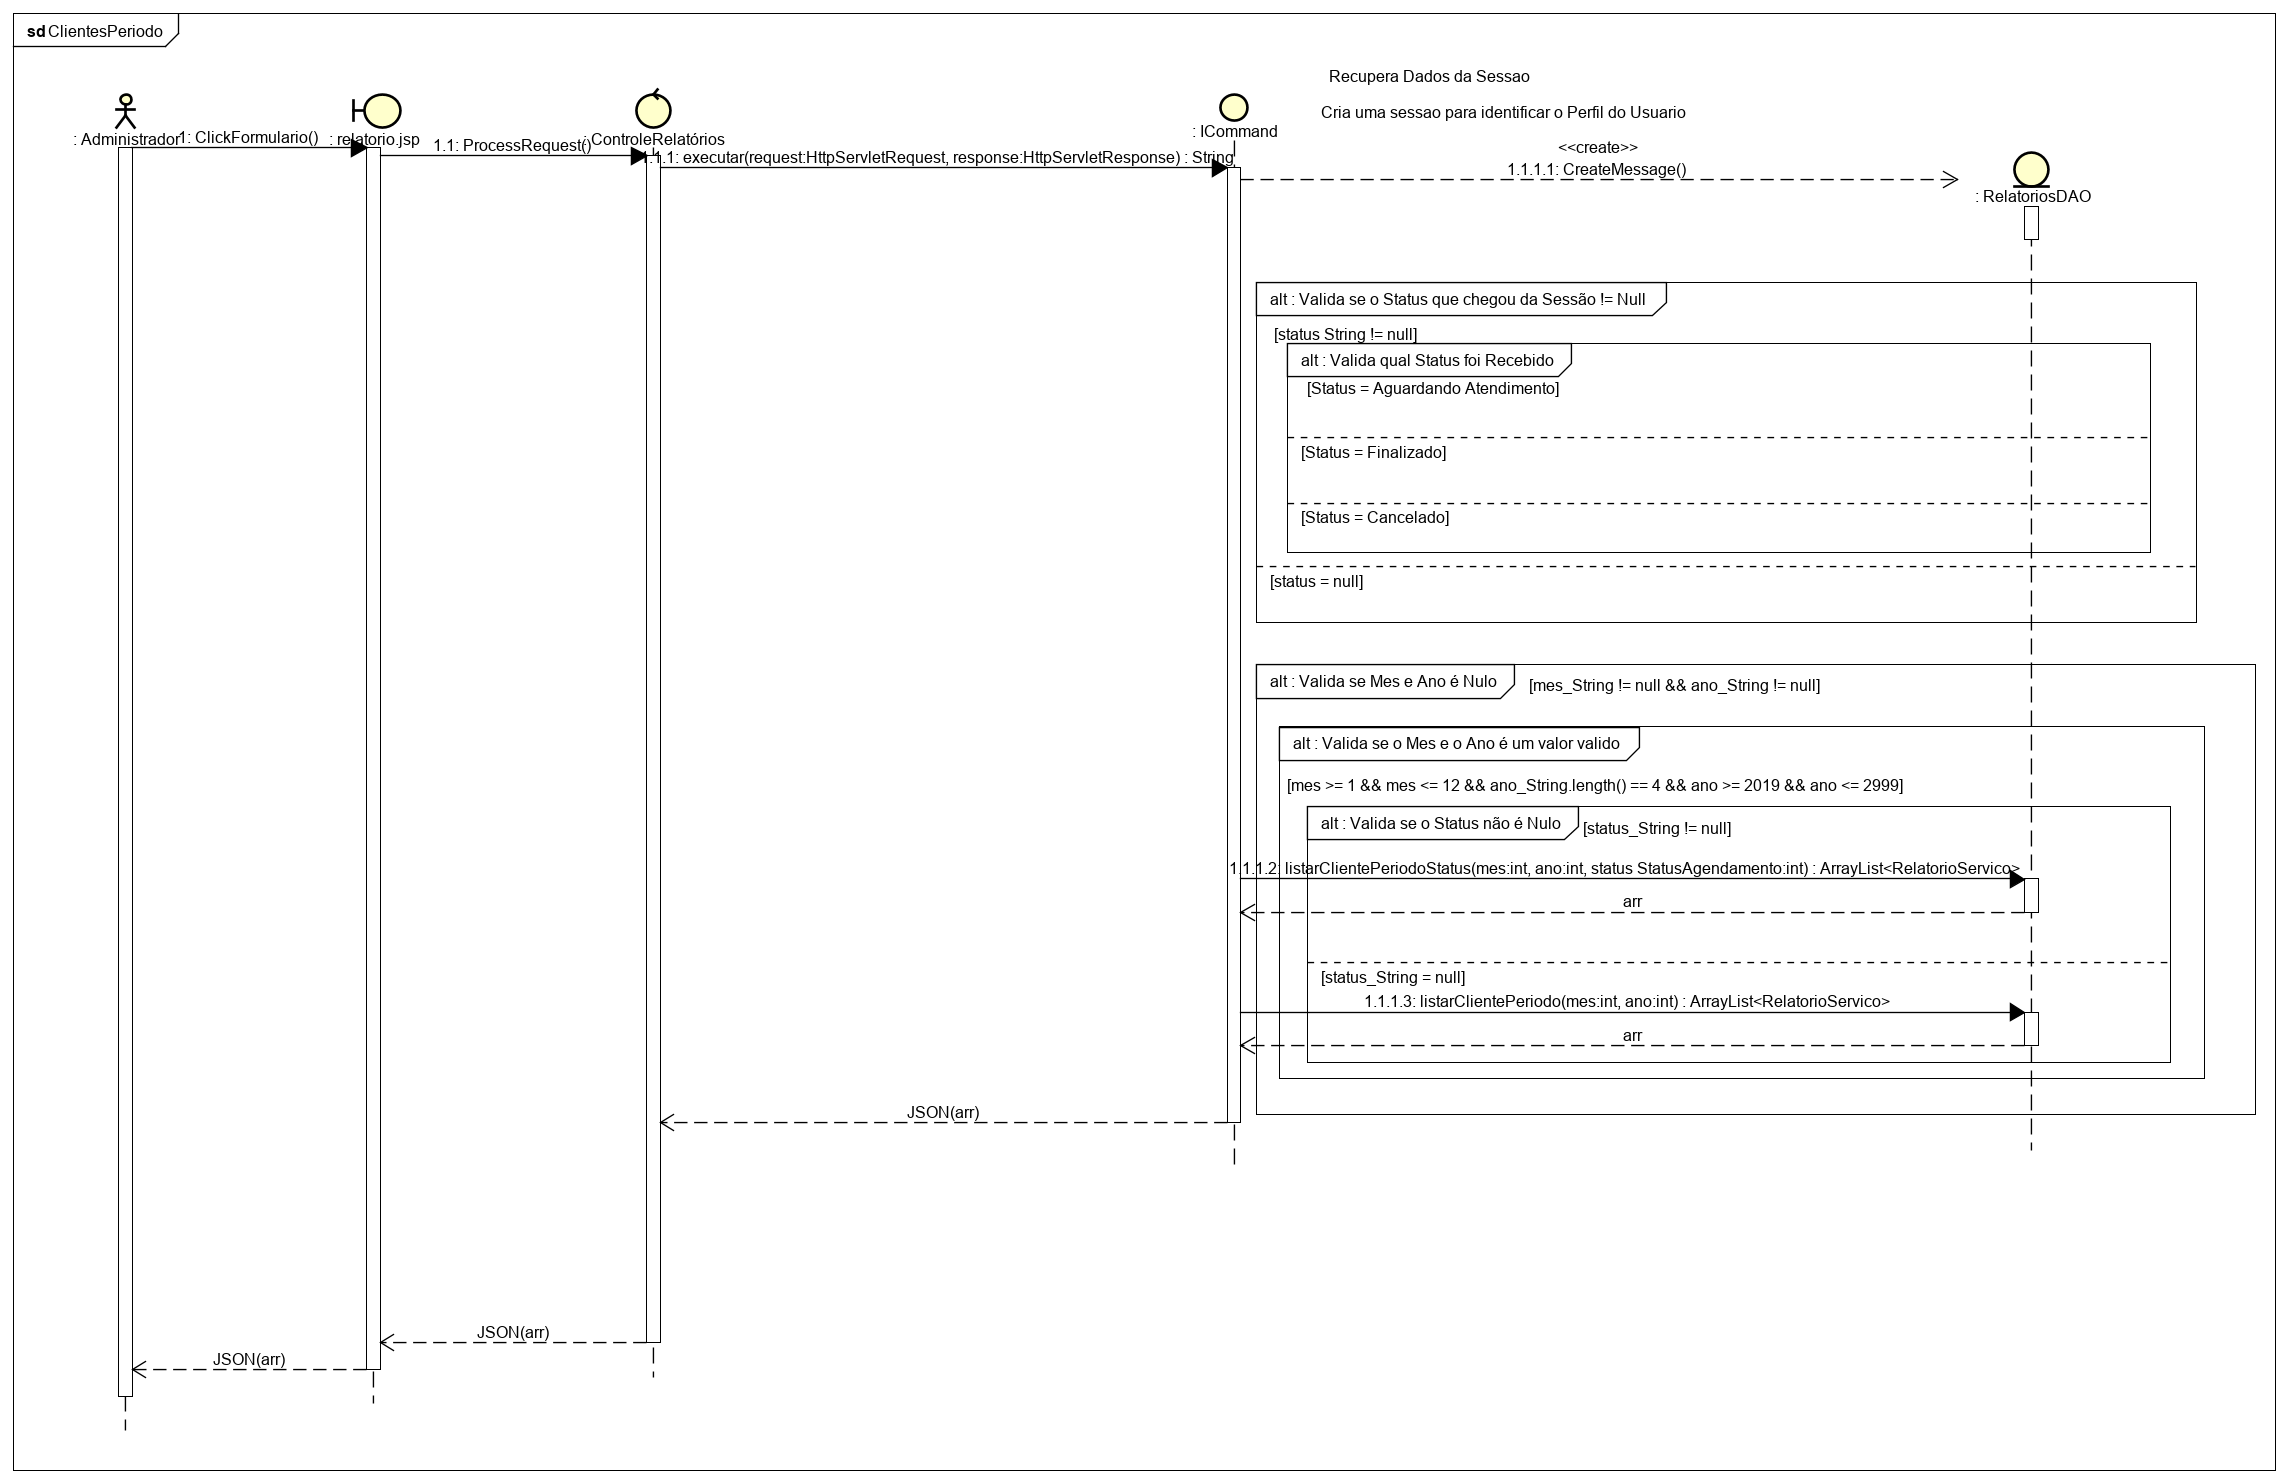 sd ClientesPeriodo
Recupera Dados da Sessao
Cria uma sessao para identificar o Perfil do Usuario
: Administrador
1: ClickFormulario()
: relatorio.jsp
1.1: ProcessRequest()
: ControleRelatórios
1.1.1: executar(request:HttpServletRequest, response:HttpServletResponse) : String
: ICommand
<<create>>
1.1.1.1: CreateMessage()
: RelatoriosDAO
alt : Valida se o Status que chegou da Sessão != Null
[status String != null]
alt : Valida qual Status foi Recebido
[Status = Aguardando Atendimento]
[Status = Finalizado]
[Status = Cancelado]
[status = null]
alt : Valida se Mes e Ano é Nulo
[mes_String != null && ano_String != null]
alt : Valida se o Mes e o Ano é um valor valido
[mes >= 1 && mes <= 12 && ano_String.length() == 4 && ano >= 2019 && ano <= 2999]
alt : Valida se o Status não é Nulo
[status_String != null]
1.1.1.2: listarClientePeriodoStatus(mes:int, ano:int, status StatusAgendamento:int) : ArrayList<RelatorioServico>
arr
[status_String = null]
1.1.1.3: listarClientePeriodo(mes:int, ano:int) : ArrayList<RelatorioServico>
arr
JSON(arr)
JSON(arr)
JSON(arr)